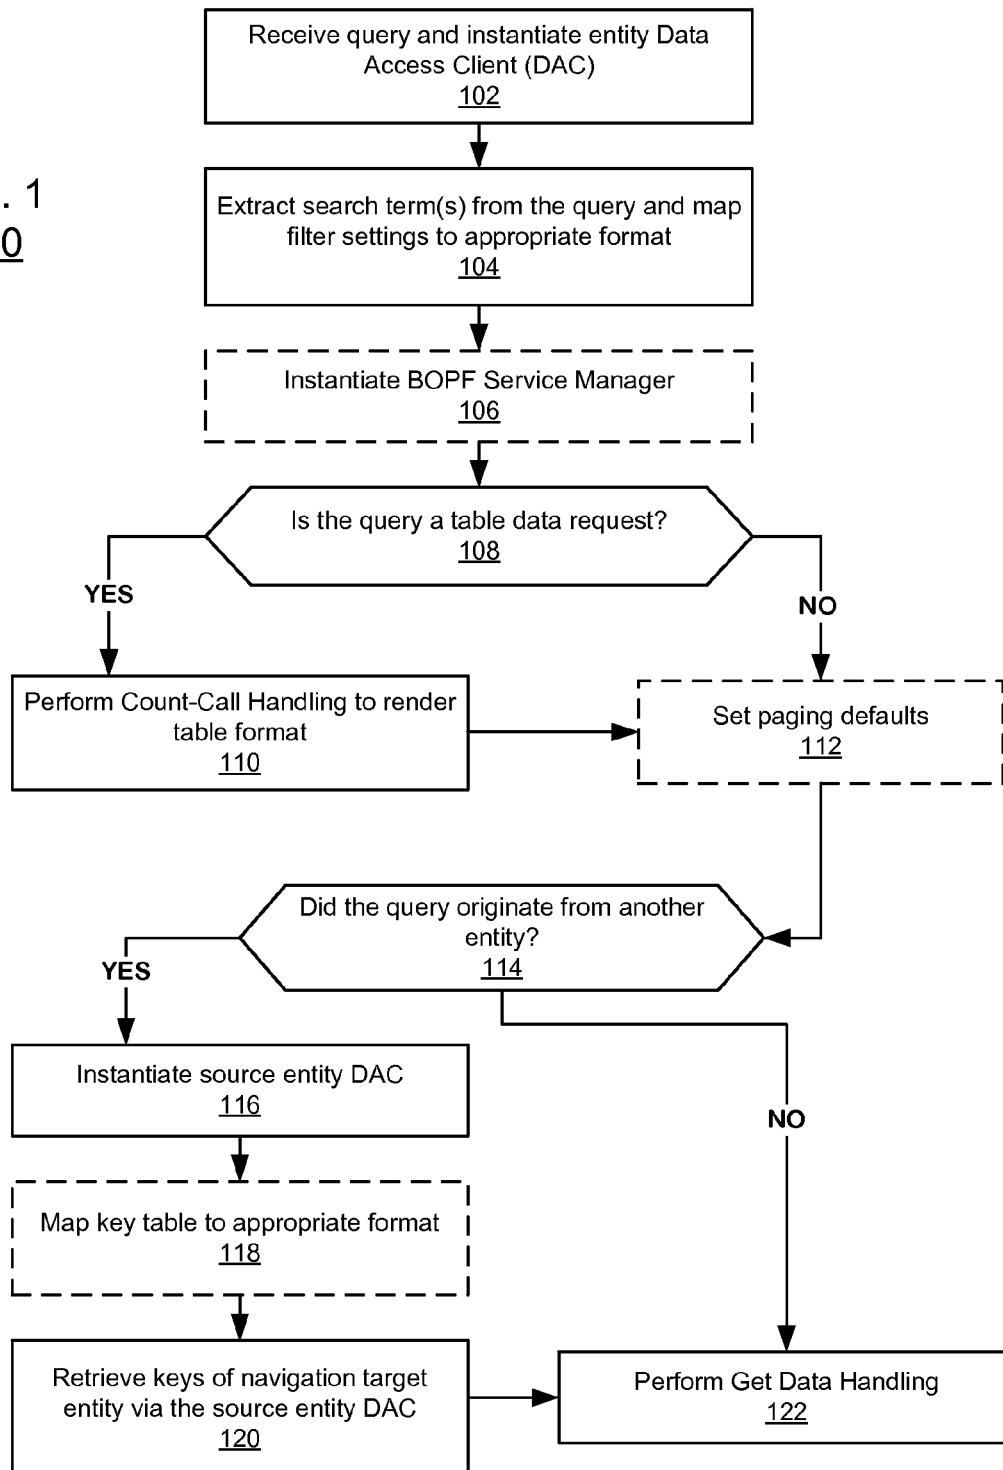 Receive query and instantiate entity Data
Access Client (DAC)
102
. 1
0
Extract search term(s) from the query and map
filter settings to appropriate format
104
Instantiate BOPF Service Manager
106
Is the query a table data request?
108
YES
NO
Perform Count-Call Handling to render
table format
110
Set paging defaults
112
Did the query originate from another
entity?
114
YES
Instantiate source entity DAC
116
NO
Map key table to appropriate format
118
Retrieve keys of navigation target
entity via the source entity DAC
120
Perform Get Data Handling
122